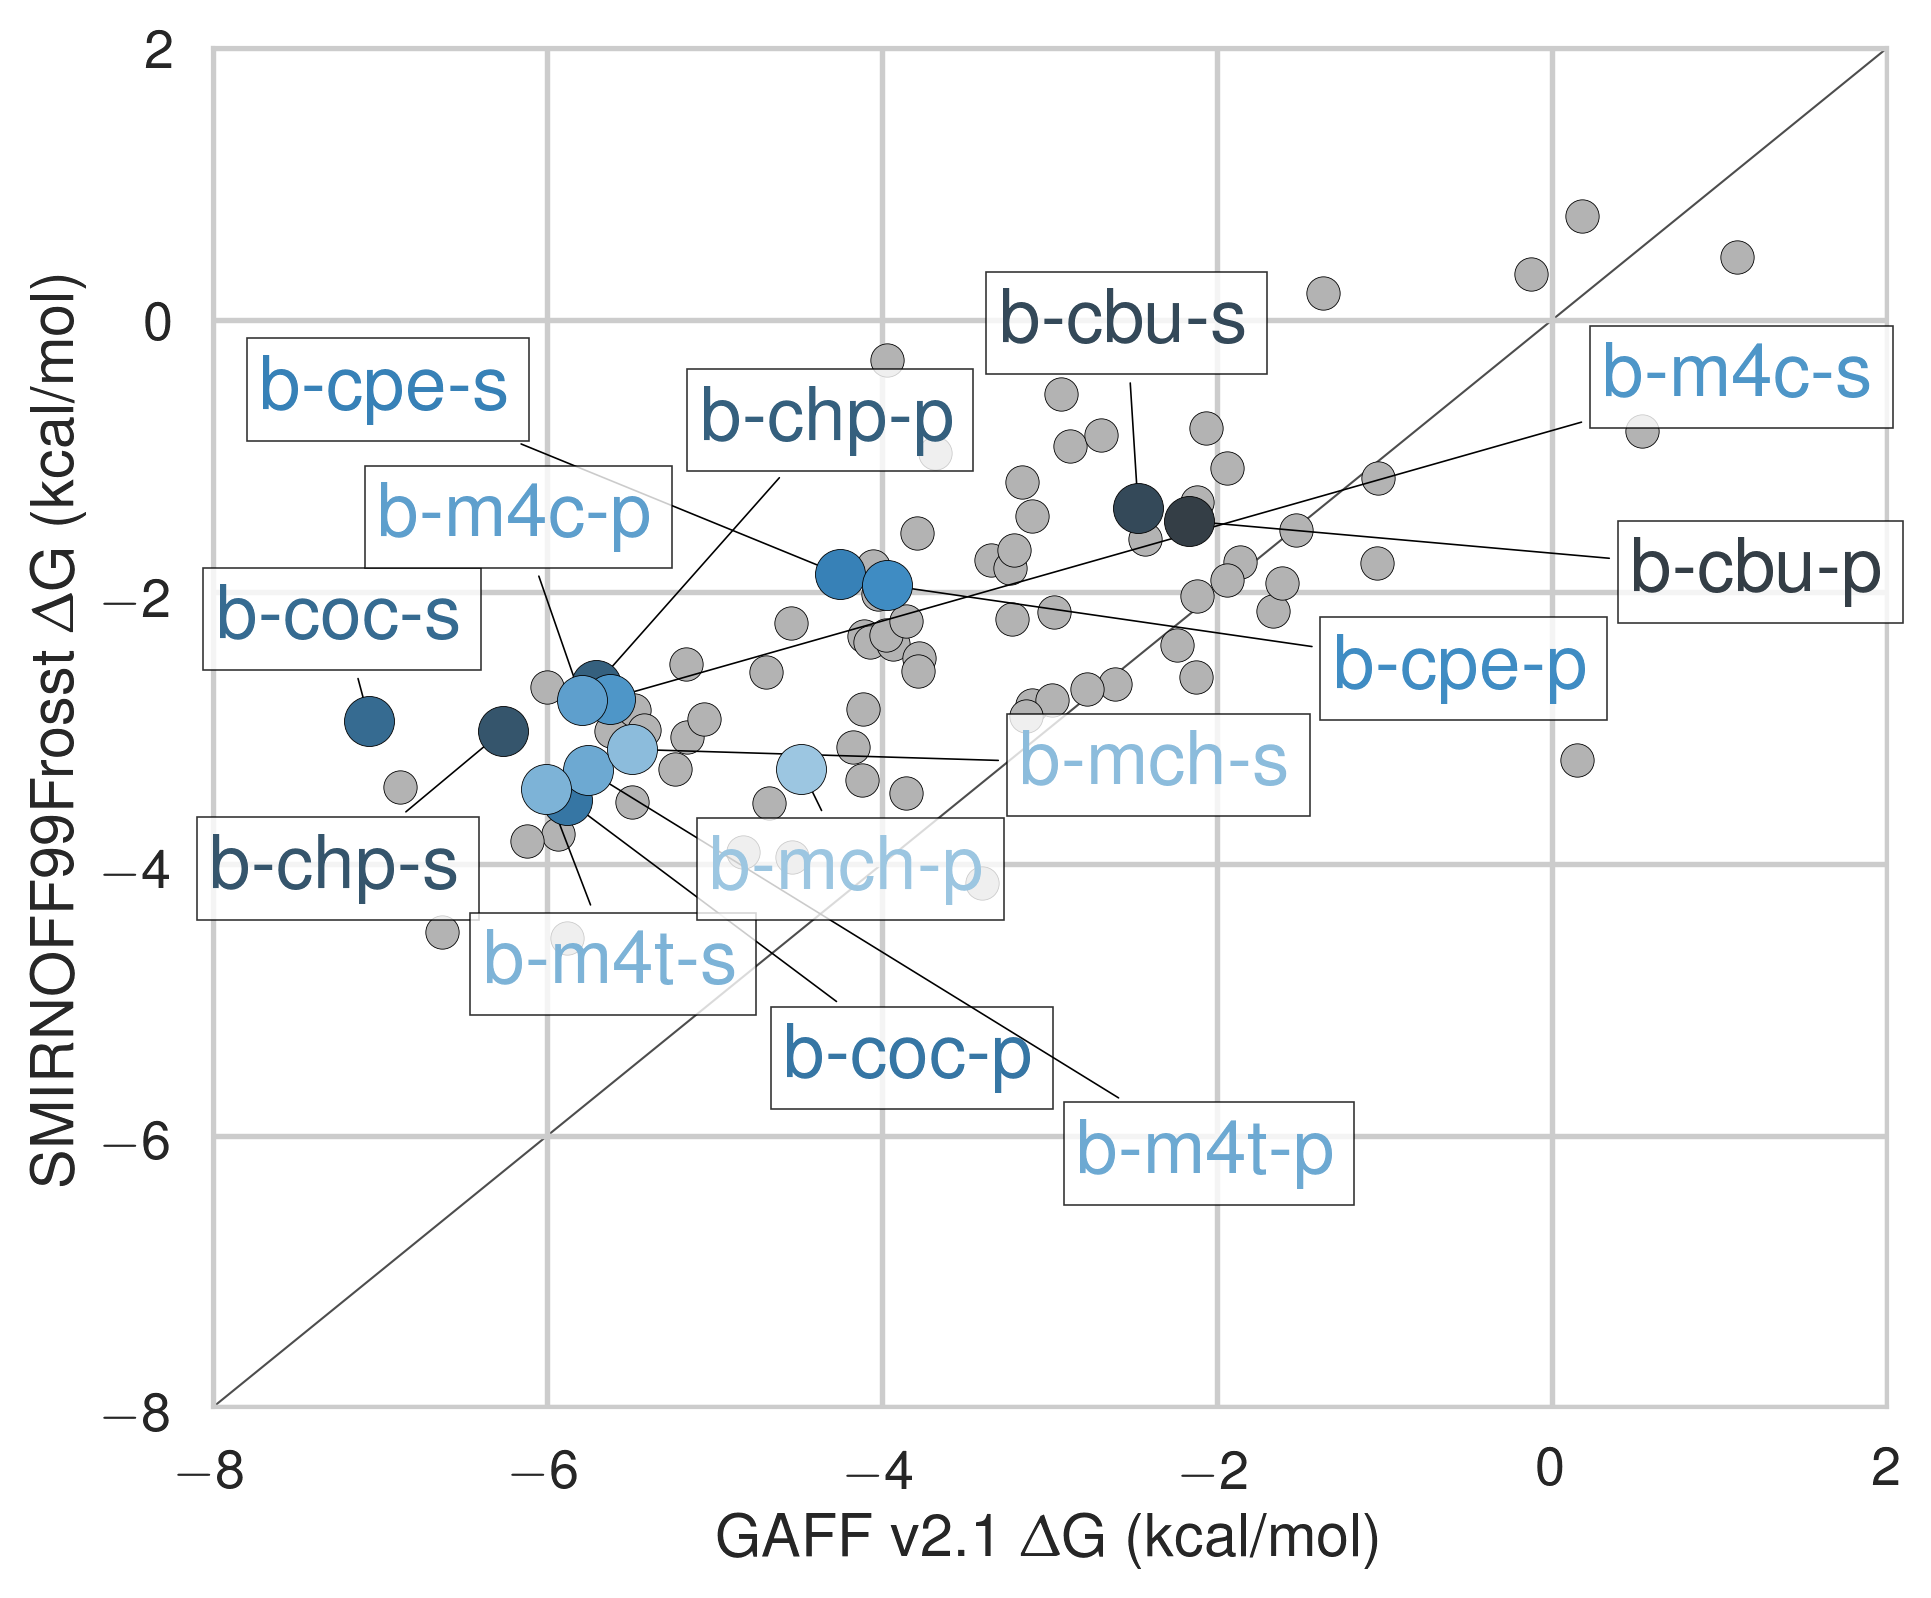 2
0
−2
−4
−6
−8
SMIRNOFF99Frosst ΔG (kcal/mol)
b-cbu-s
b-cpe-s
b-m4c-s
b-chp-p
b-m4c-p
b-cbu-p
b-coc-s
b-cpe-p
b-mch-s
b-chp-s
b-mch-p
b-m4t-s
b-coc-p
b-m4t-p
−8 −6 −4 −2 0 2
GAFF v2.1 ΔG (kcal/mol)